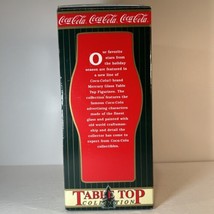 Coca-Cola Coca-Cola Coca-Cola
Our favorite
stars from
the holiday
season are featured in
a new line of
Coca-Cola® brand
Mercury Glass Table
Top Figurines. The
collection features the
famous Coca-Cola
advertising characters
made of the finest
glass and painted with
old world craftsman-
ship and detail the
collector has come to
expect from Coca-Cola
collectibles.
TABLE TOP
COLLECTION